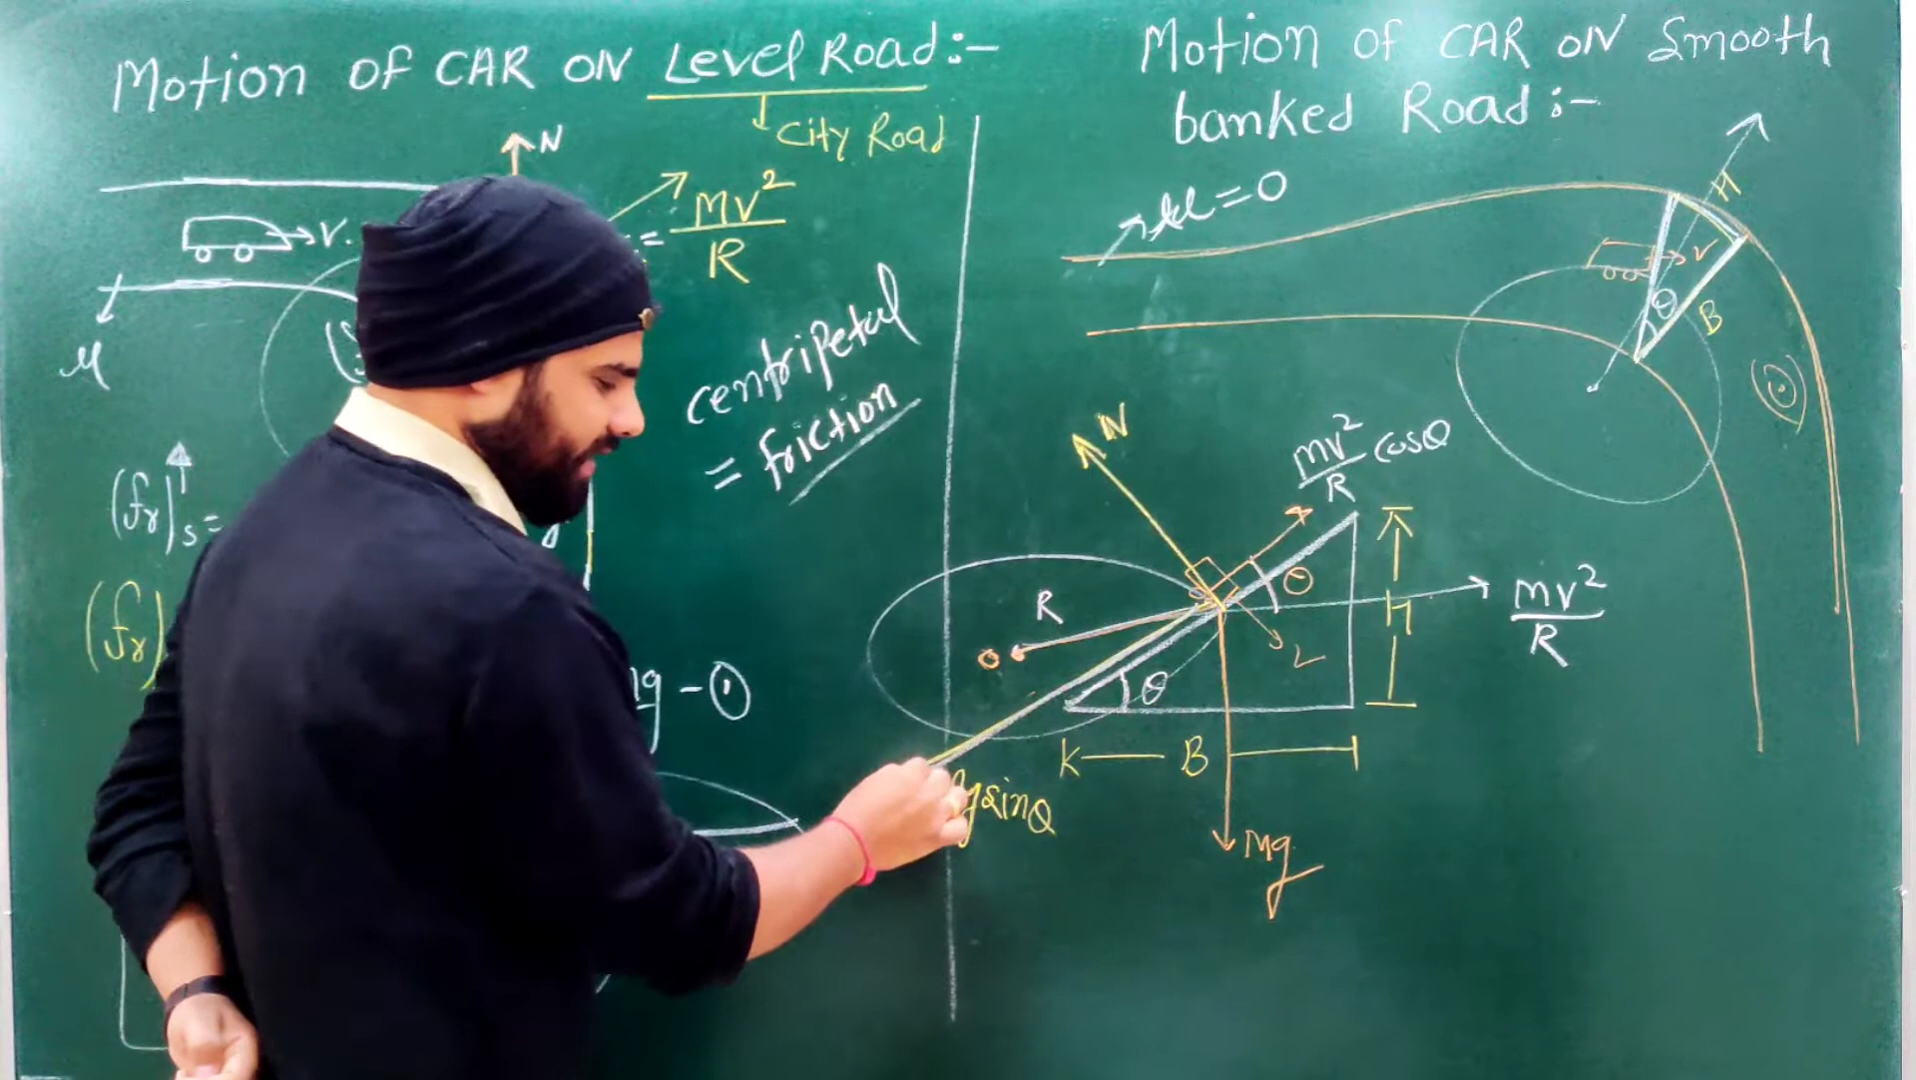 Motion OF CAR ON Level Road:-
City Road
N
v.
= mv²/R
μ
centripetal
= friction
(fr)s =
(fr)
mg - ①
Motion OF CAR ON Smooth
banked Road :-
μ=0
H
v
θ
B
N
mv²/R cosθ
R
θ
O
θ
H
mv²/R
K B
gsinθ
Mg